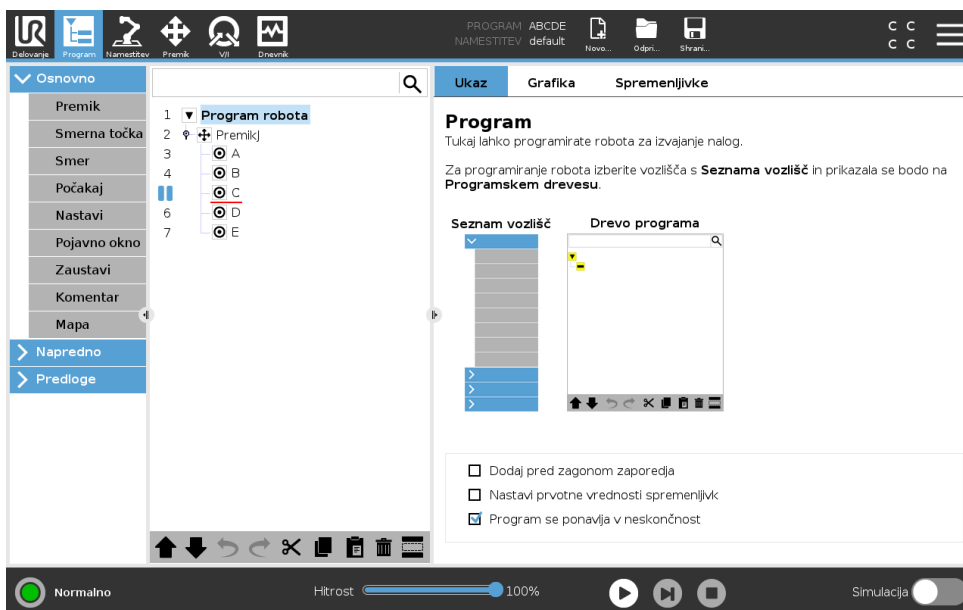 UR
PROGRAM ABCDE
NAMESTITEV default
Delovanje Program Namestitev Premik V/I Dnevnik
Novo... Odpri... Shrani...
C C
C C
Osnovno
Premik
Smerna točka
Smer
Počakaj
Nastavi
Pojavno okno
Zaustavi
Komentar
Mapa
Napredno
Predloge
1 Program robota
2 PremikJ
3 A
4 B
C
6 D
7 E
Ukaz Grafika Spremenljivke
Program
Tukaj lahko programirate robota za izvajanje nalog.
Za programiranje robota izberite vozlišča s Seznama vozlišč in prikazala se bodo na
Programskem drevesu.
Seznam vozlišč Drevo programa
Dodaj pred zagonom zaporedja
Nastavi prvotne vrednosti spremenljivk
Program se ponavlja v neskončnost
Normalno
Hitrost 100%
Simulacija